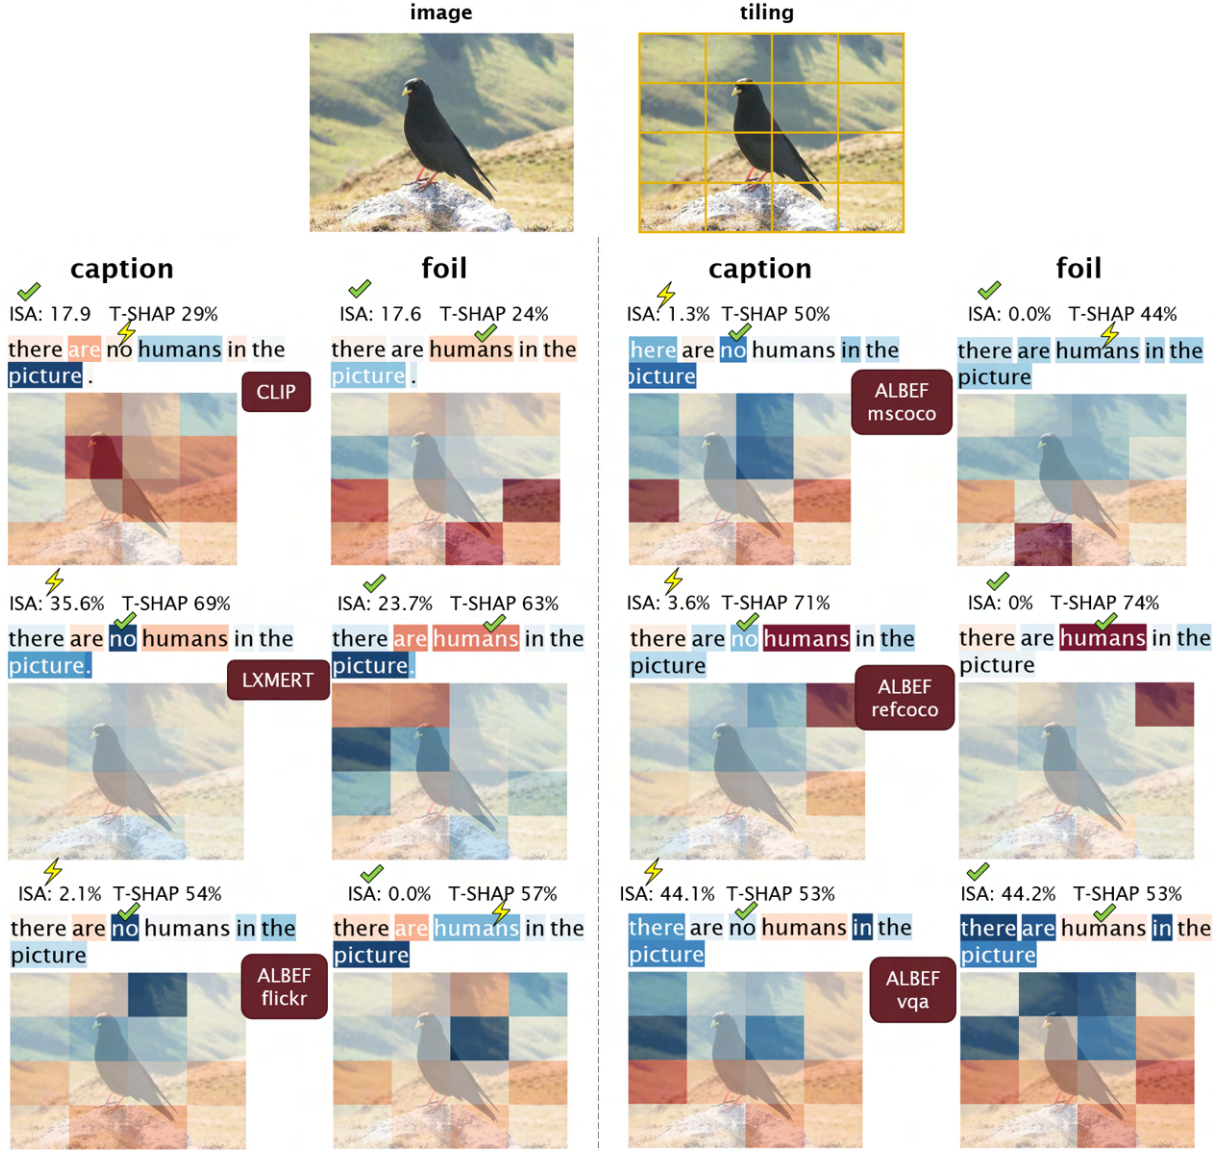 image
tiling
caption
foil
ISA: 17.9 T-SHAP 29%
there are no humans in the
picture .
CLIP
ISA: 17.6 T-SHAP 24%
there are humans in the
picture .
caption
foil
ISA: 1.3% T-SHAP 50%
here are no humans in the
picture
ALBEF
mscoco
ISA: 0.0% T-SHAP 44%
there are humans in the
picture
ISA: 35.6% T-SHAP 69%
there are no humans in the
picture.
LXMERT
ISA: 23.7% T-SHAP 63%
there are humans in the
picture.
ISA: 3.6% T-SHAP 71%
there are no humans in the
picture
ALBEF
refcoco
ISA: 0% T-SHAP 74%
there are humans in the
picture
ISA: 2.1% T-SHAP 54%
there are no humans in the
picture
ALBEF
flickr
ISA: 0.0% T-SHAP 57%
there are humans in the
picture
ISA: 44.1% T-SHAP 53%
there are no humans in the
picture
ALBEF
vqa
ISA: 44.2% T-SHAP 53%
there are humans in the
picture